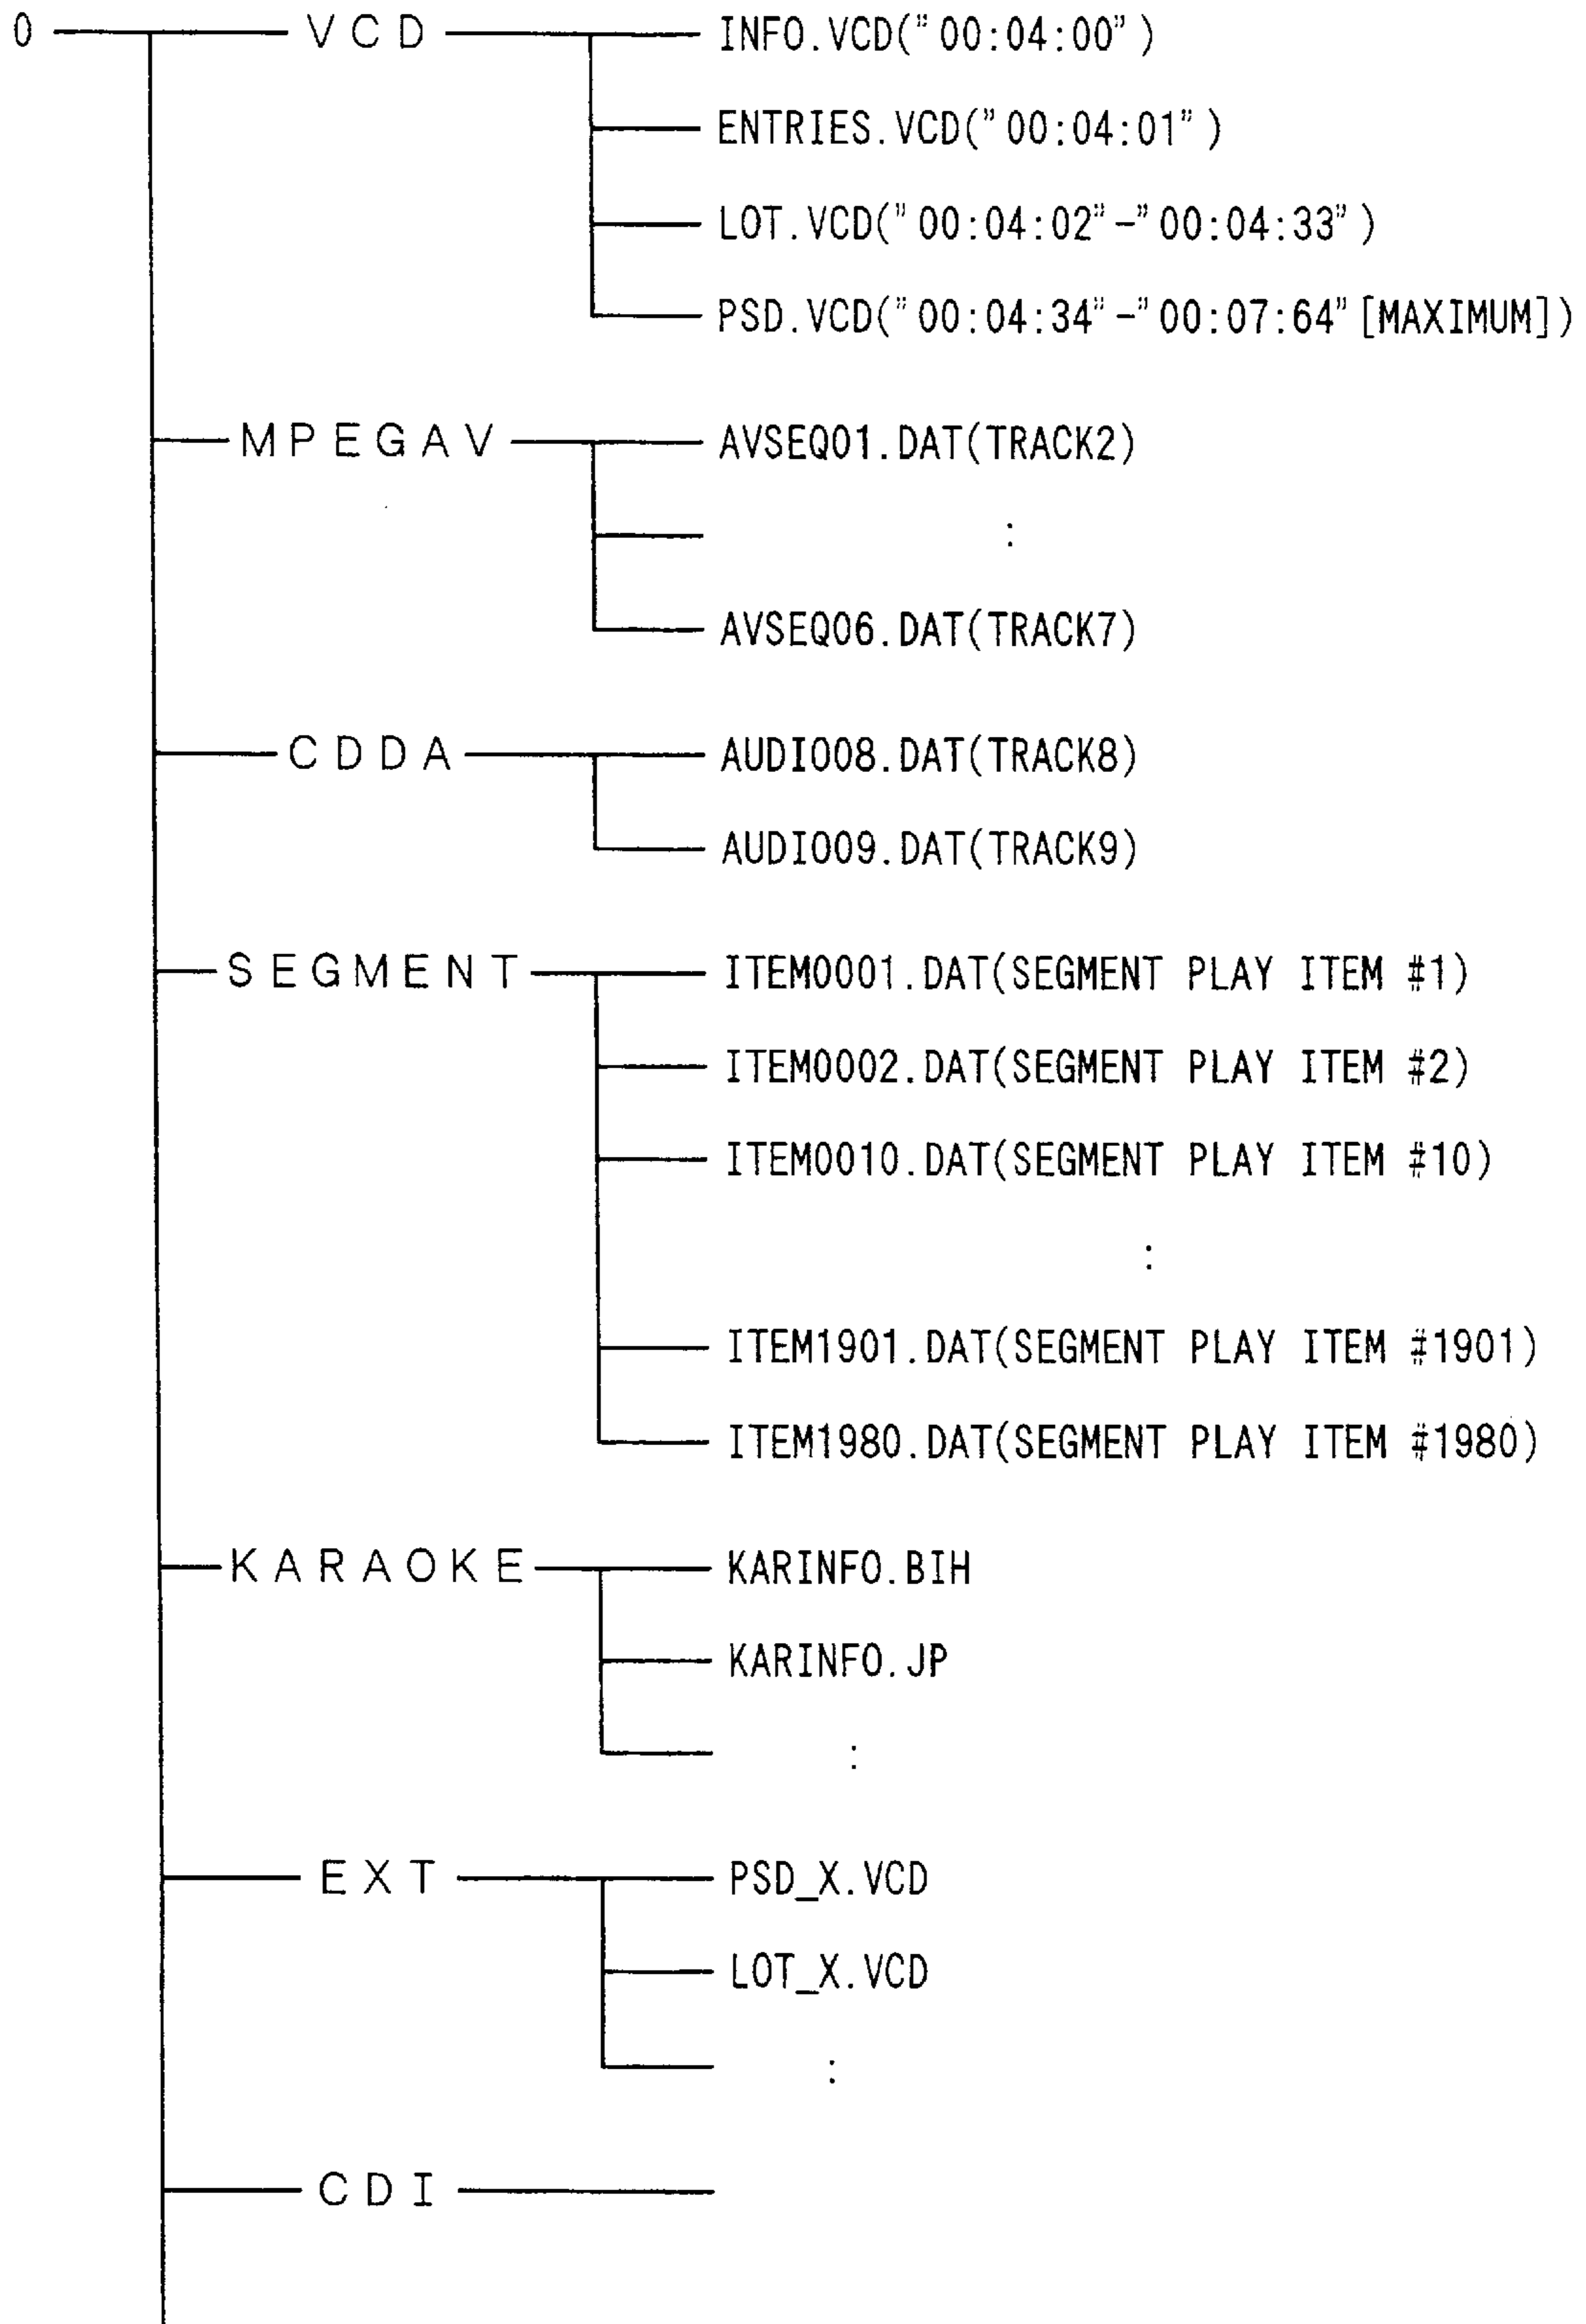 0 VCD INFO.VCD("00:04:00")
ENTRIES.VCD("00:04:01")
LOT.VCD("00:04:02"-"00:04:33")
PSD.VCD("00:04:34"-"00:07:64"[MAXIMUM])
MPEGAV AVSEQ01.DAT(TRACK2)
:
AVSEQ06.DAT(TRACK7)
CDDA AUDIO08.DAT(TRACK8)
AUDIO09.DAT(TRACK9)
SEGMENT ITEM0001.DAT(SEGMENT PLAY ITEM #1)
ITEM0002.DAT(SEGMENT PLAY ITEM #2)
ITEM0010.DAT(SEGMENT PLAY ITEM #10)
:
ITEM1901.DAT(SEGMENT PLAY ITEM #1901)
ITEM1980.DAT(SEGMENT PLAY ITEM #1980)
KARAOKE KARINFO.BIH
KARINFO.JP
:
EXT PSD_X.VCD
LOT_X.VCD
:
CDI